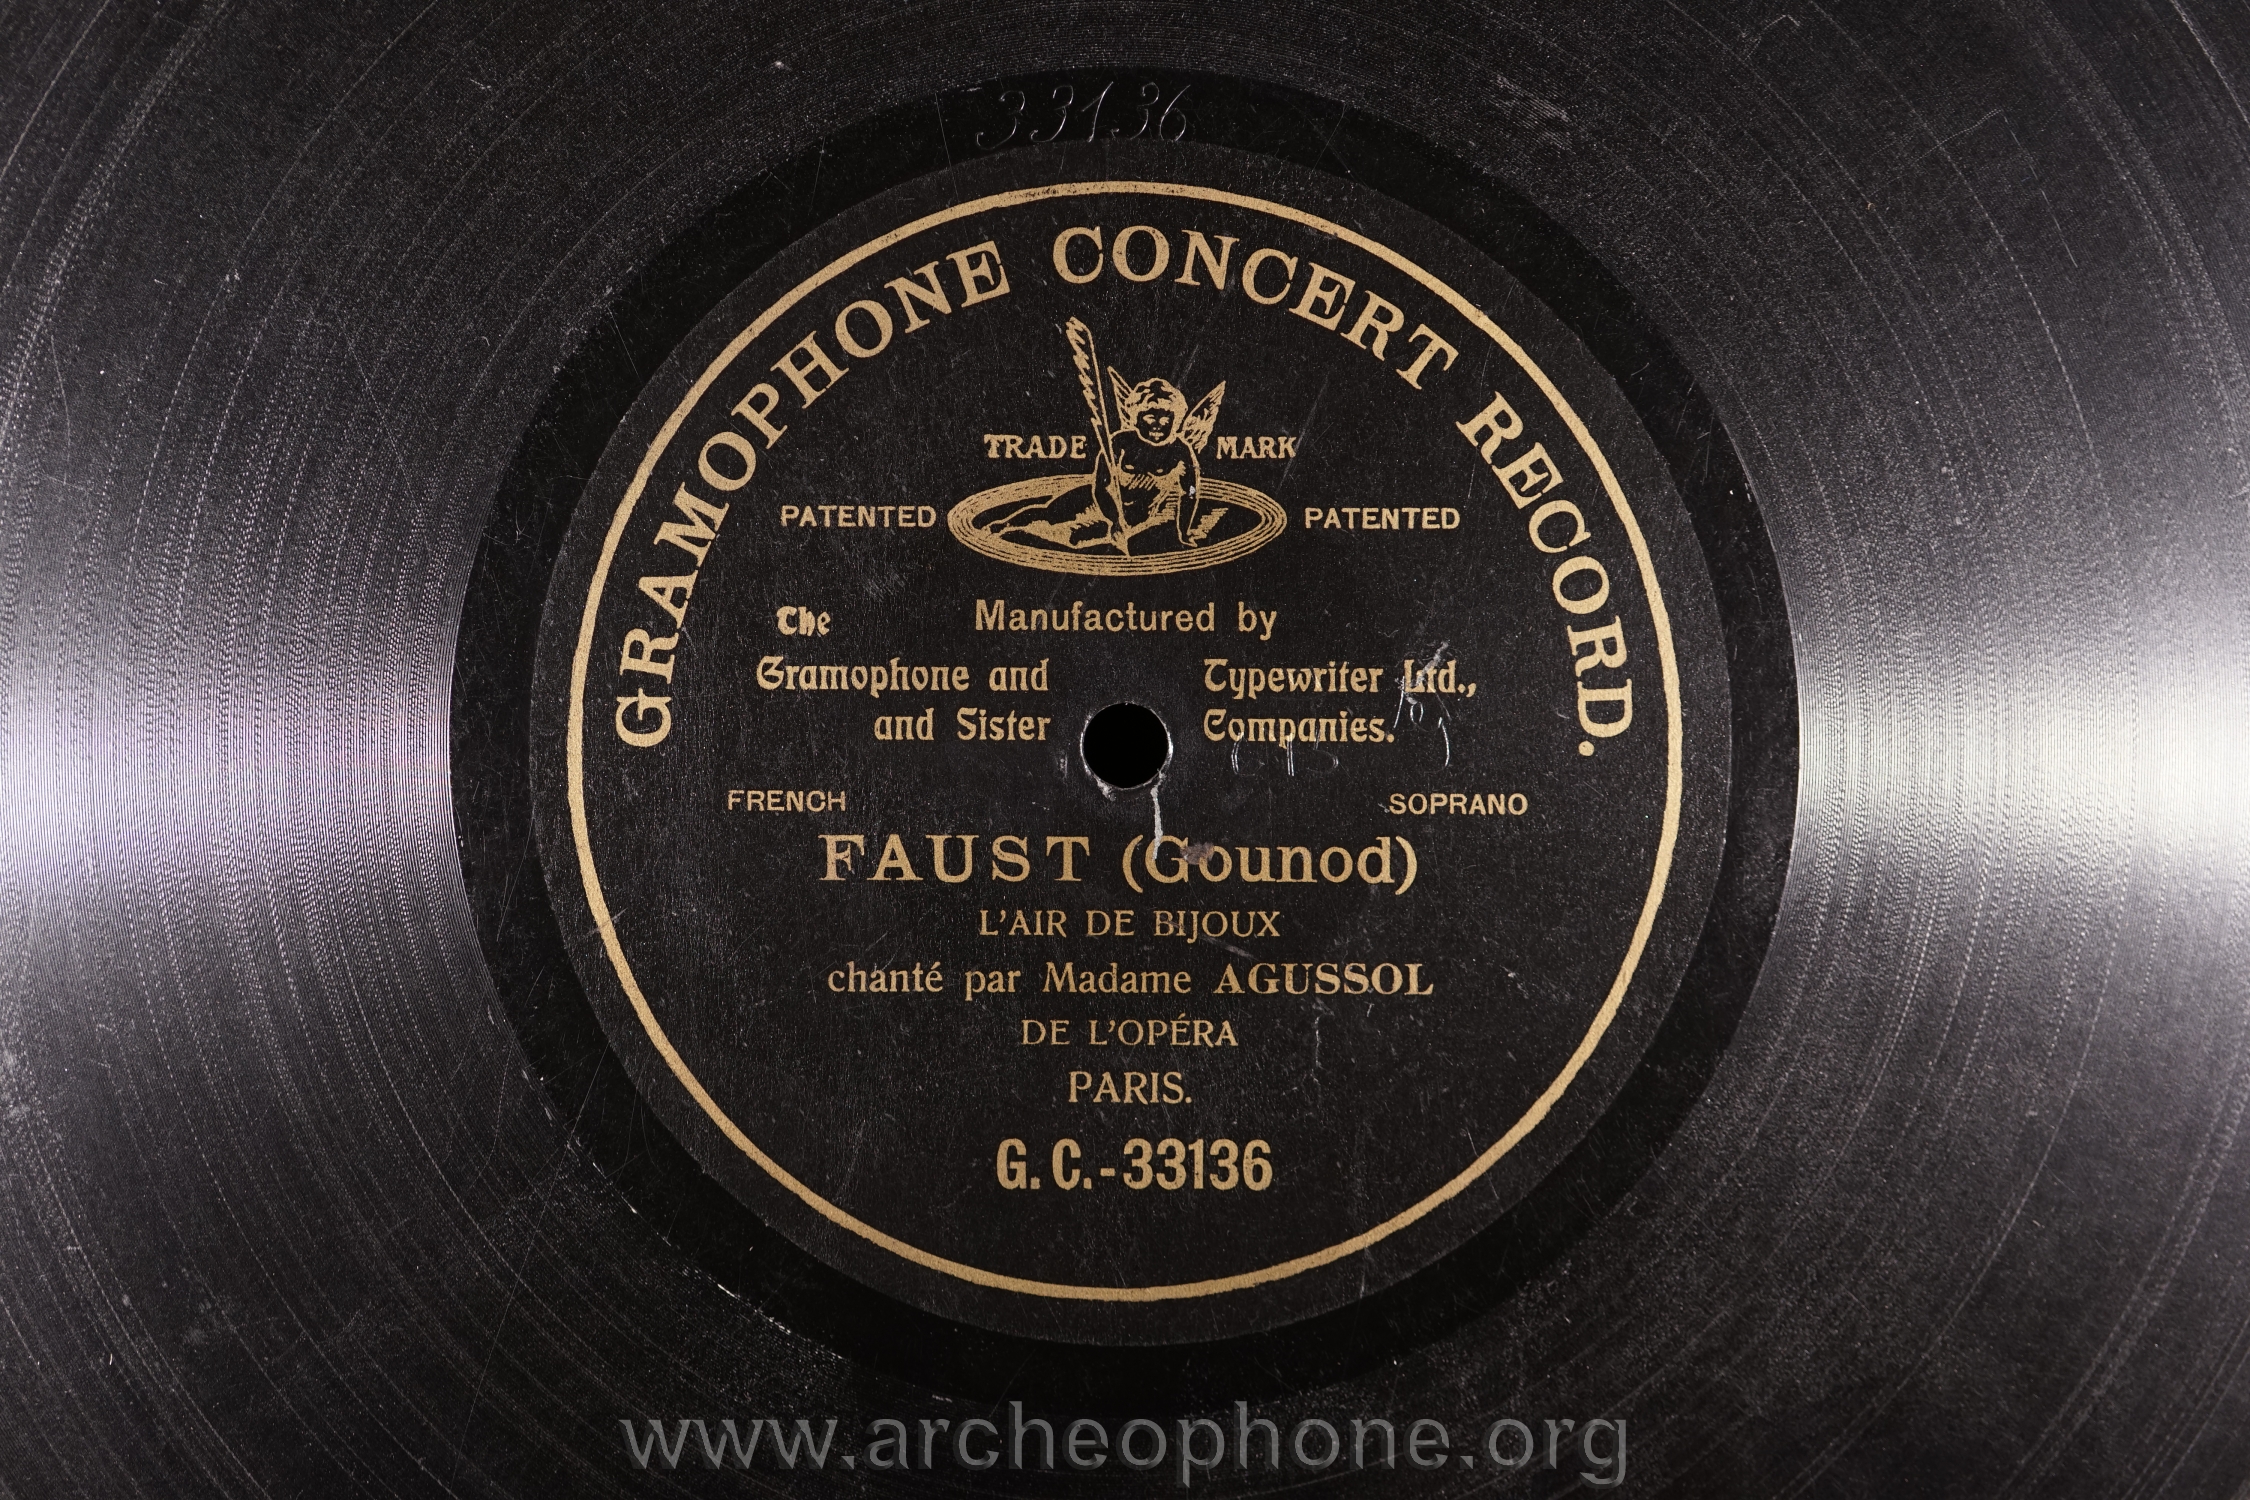 33136
GRAMOPHONE CONCERT RECORD.
TRADE MARK
PATENTED PATENTED
Manufactured by
The
Gramophone and Typewriter Ltd.,
and Sister Companies.
FRENCH SOPRANO
FAUST (Gounod)
L'AIR DE BIJOUX
chanté par Madame AGUSSOL
DE L'OPÉRA
PARIS.
G.C.-33136
www.archeophone.org